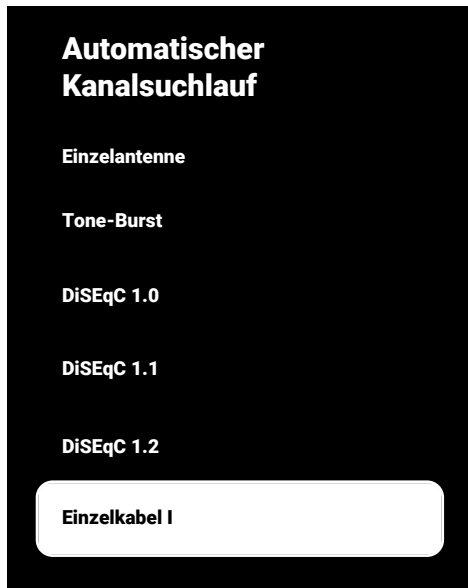 Automatischer
Kanalsuchlauf
Einzelantenne
Tone-Burst
DiSEqC 1.0
DiSEqC 1.1
DiSEqC 1.2
Einzelkabel I